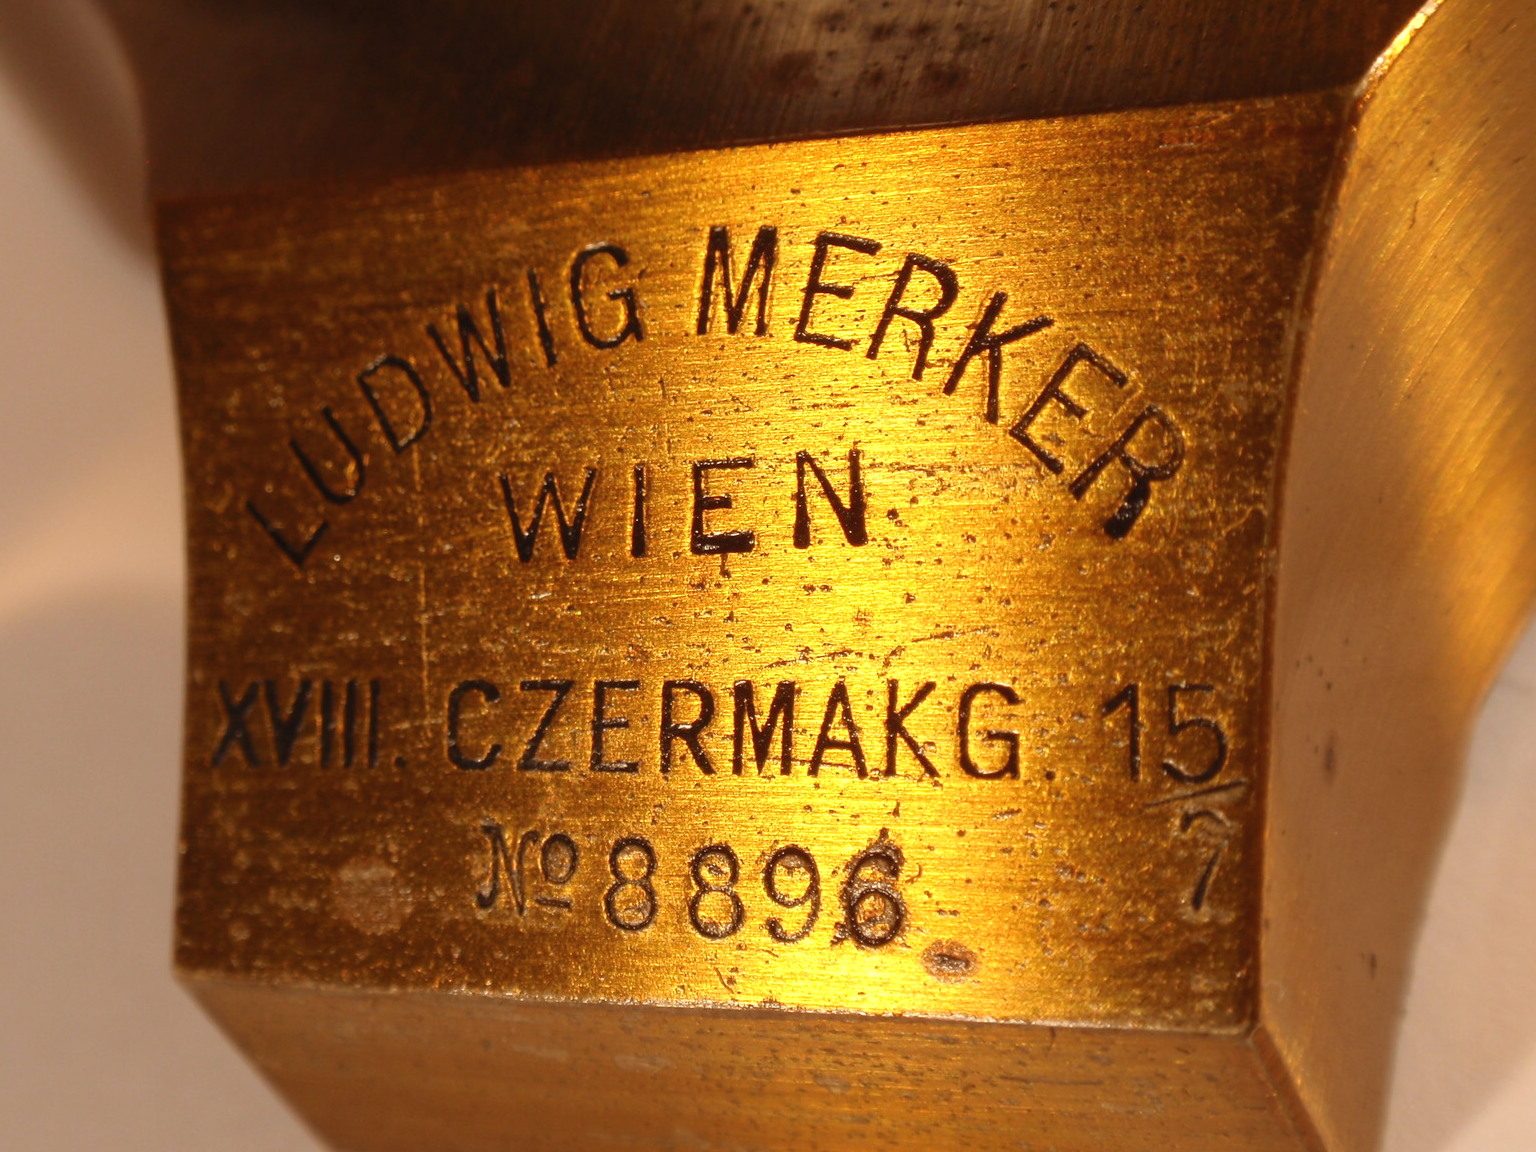 LUDWIG MERKER
WIEN.
XVIII. CZERMAKG. 15/7
No 8896